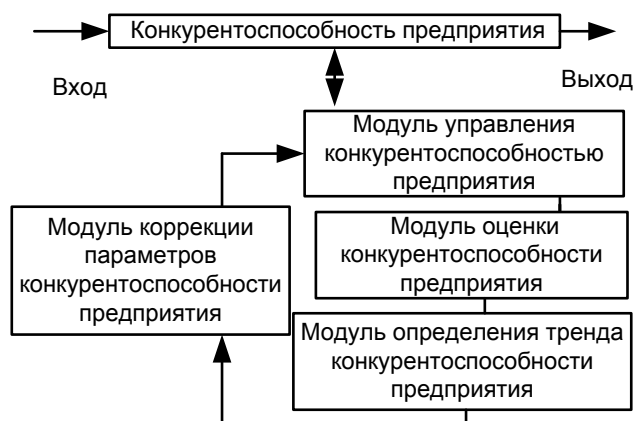 Конкурентоспособность предприятия
Вход
Выход
Модуль управления
конкурентоспособностью
предприятия
Модуль коррекции
параметров
конкурентоспособности
предприятия
Модуль оценки
конкурентоспособности
предприятия
Модуль определения тренда
конкурентоспособности
предприятия